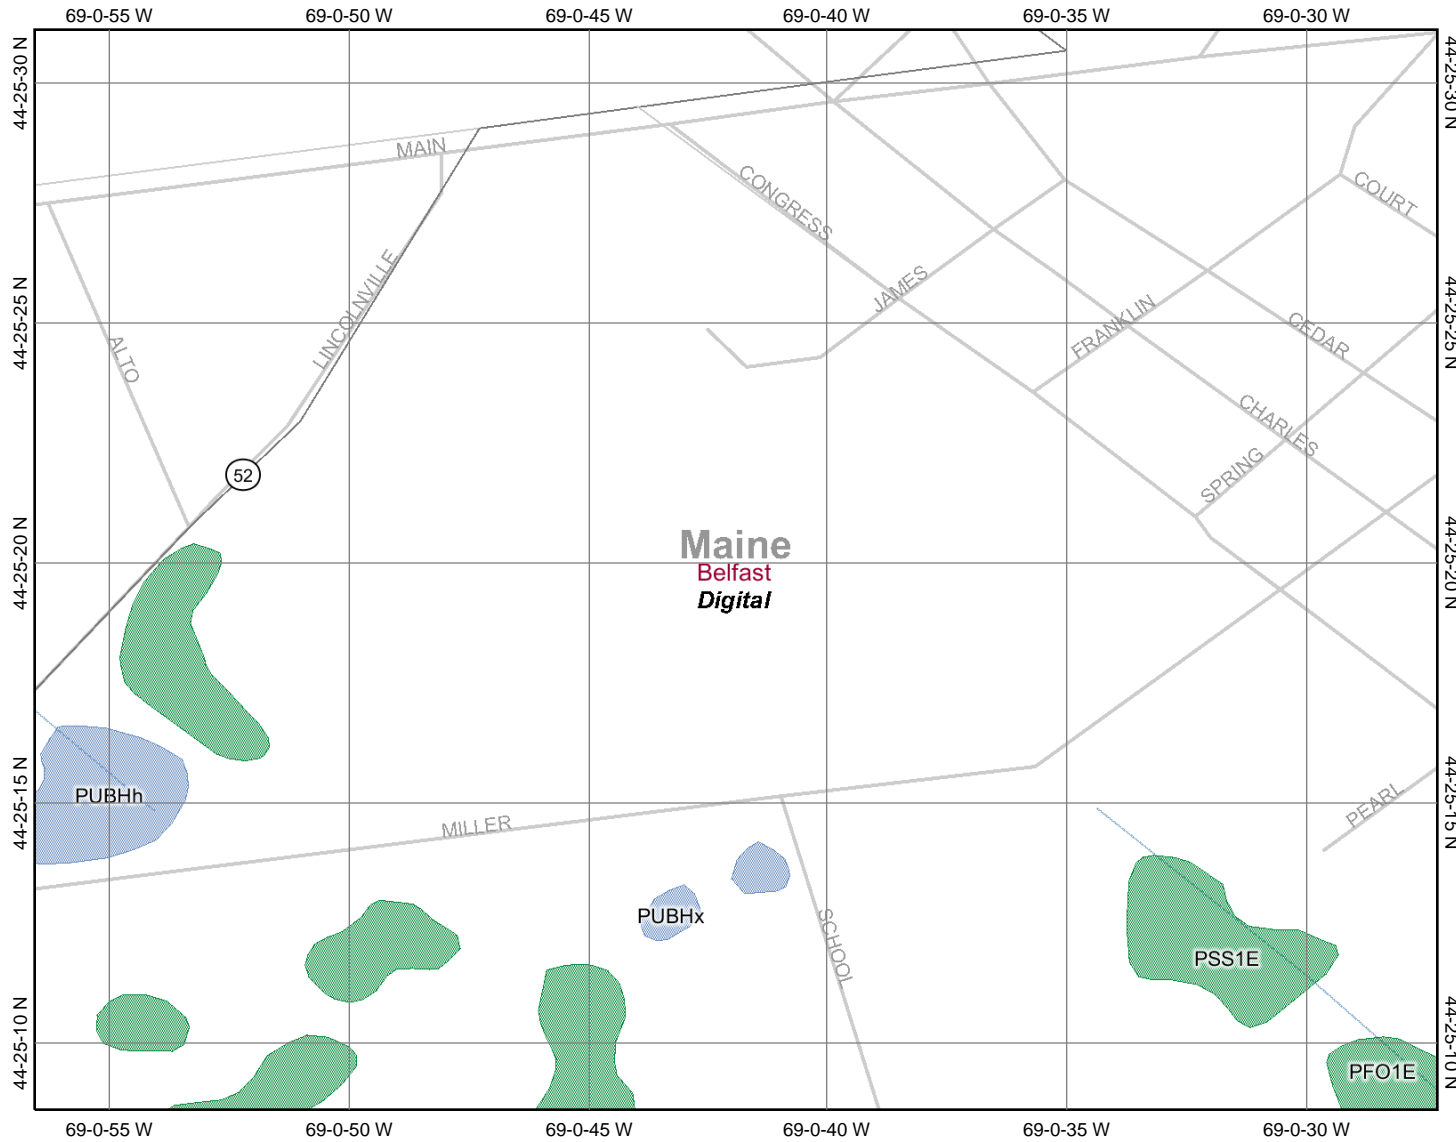 69-0-55 W 69-0-50 W 69-0-45 W 69-0-40 W 69-0-35 W 69-0-30 W
44-25-30 N
44-25-30 N
MAIN
CONGRESS
COURT
LINCOLNVILLE
JAMES
FRANKLIN
CEDAR
44-25-25 N
44-25-25 N
ALTO
CHARLES
SPRING
52
Maine
Belfast
Digital
44-25-20 N
44-25-20 N
PUBHh
44-25-15 N
44-25-15 N
MILLER
PEARL
PUBHx
SCHOOL
PSS1E
44-25-10 N
44-25-10 N
PFO1E
69-0-55 W 69-0-50 W 69-0-45 W 69-0-40 W 69-0-35 W 69-0-30 W